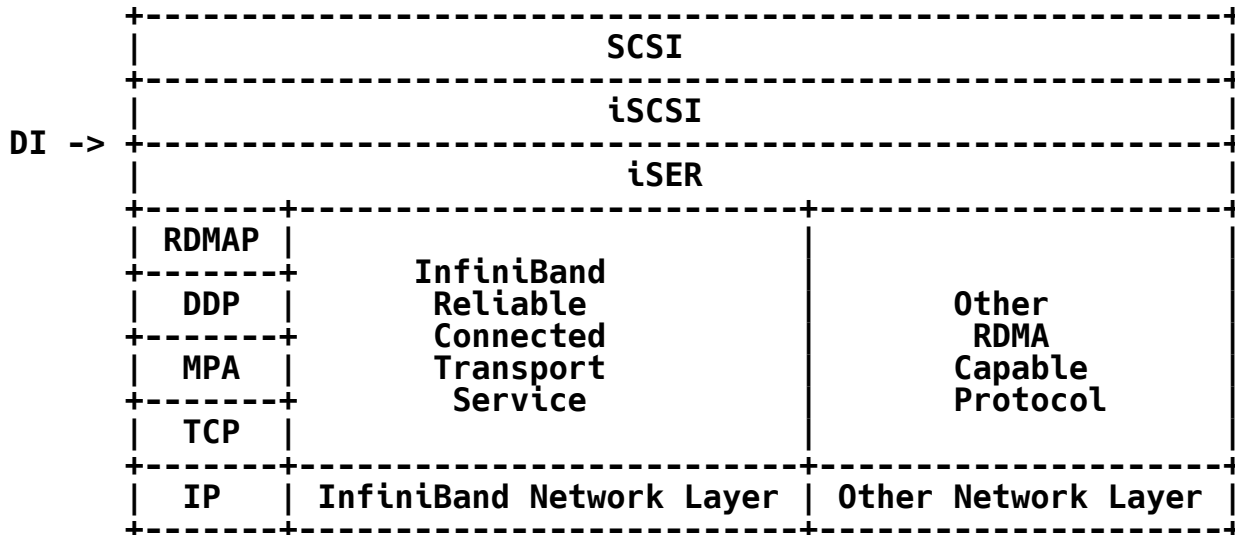 SCSI
iSCSI
DI ->
iSER
RDMAP
InfiniBand
DDP Reliable Other
Connected RDMA
MPA Transport Capable
Service Protocol
TCP
IP InfiniBand Network Layer Other Network Layer